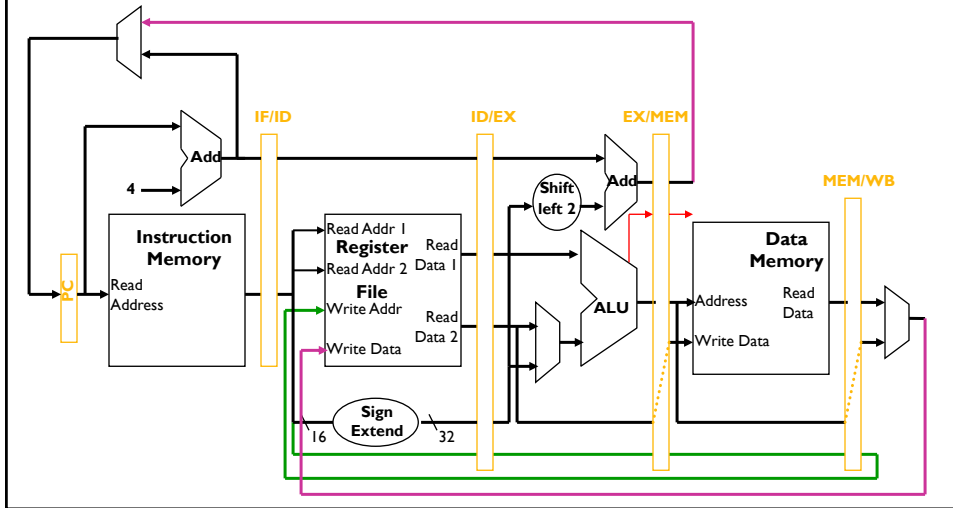 IF/ID
ID/EX
EX/MEM
MEM/WB
Add
4
Shift
left 2
Add
Instruction
Memory
Read
Address
PC
Read Addr 1
Register
Read Addr 2
File
Write Addr
Write Data
Read
Data 1
Read
Data 2
ALU
Data
Memory
Address
Read
Data
Write Data
Sign
Extend
16
32